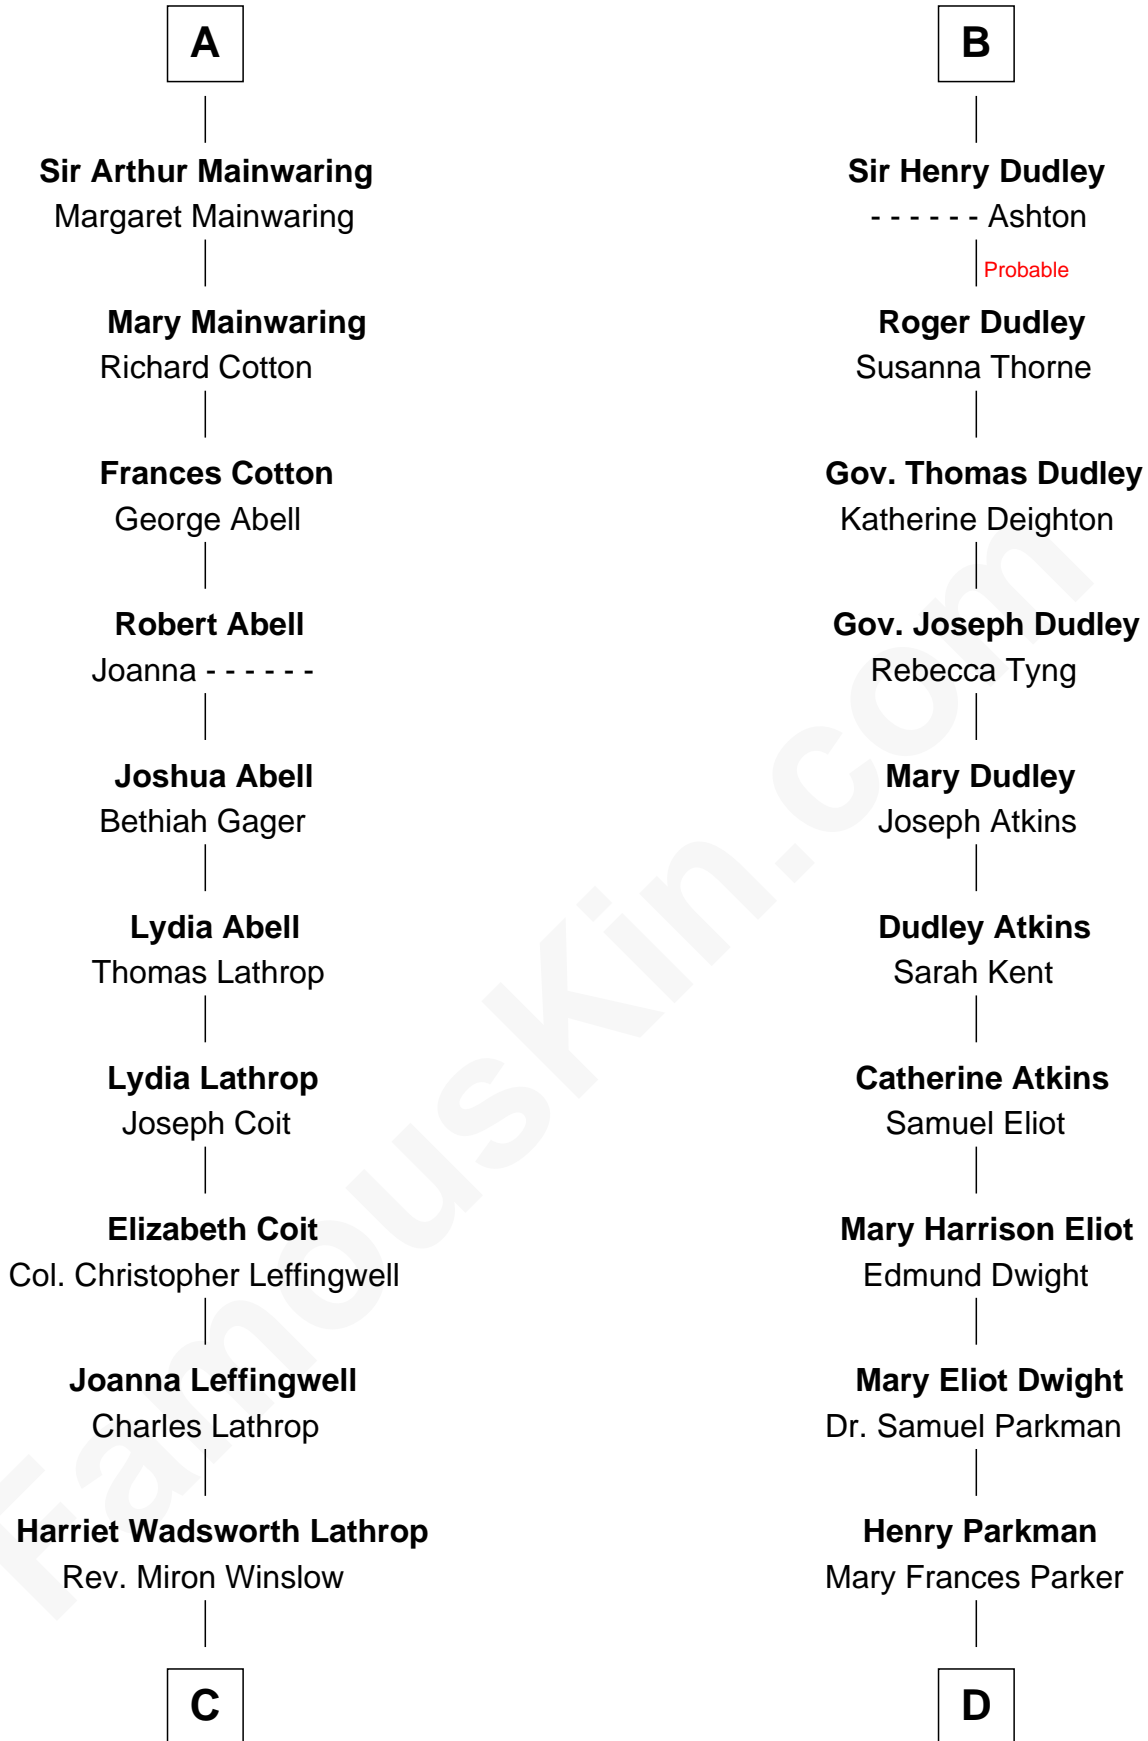 A
Sir Arthur Mainwaring
Margaret Mainwaring
Mary Mainwaring
Richard Cotton
Frances Cotton
George Abell
Robert Abell
Joanna - - - - - -
Joshua Abell
Bethiah Gager
Lydia Abell
Thomas Lathrop
Lydia Lathrop
Joseph Coit
Elizabeth Coit
Col. Christopher Leffingwell
Joanna Leffingwell
Charles Lathrop
Harriet Wadsworth Lathrop
Rev. Miron Winslow
C
B
Sir Henry Dudley
- - - - - - Ashton
Probable
Roger Dudley
Susanna Thorne
Gov. Thomas Dudley
Katherine Deighton
Gov. Joseph Dudley
Rebecca Tyng
Mary Dudley
Joseph Atkins
Dudley Atkins
Sarah Kent
Catherine Atkins
Samuel Eliot
Mary Harrison Eliot
Edmund Dwight
Mary Eliot Dwight
Dr. Samuel Parkman
Henry Parkman
Mary Frances Parker
D
FamousKin.com